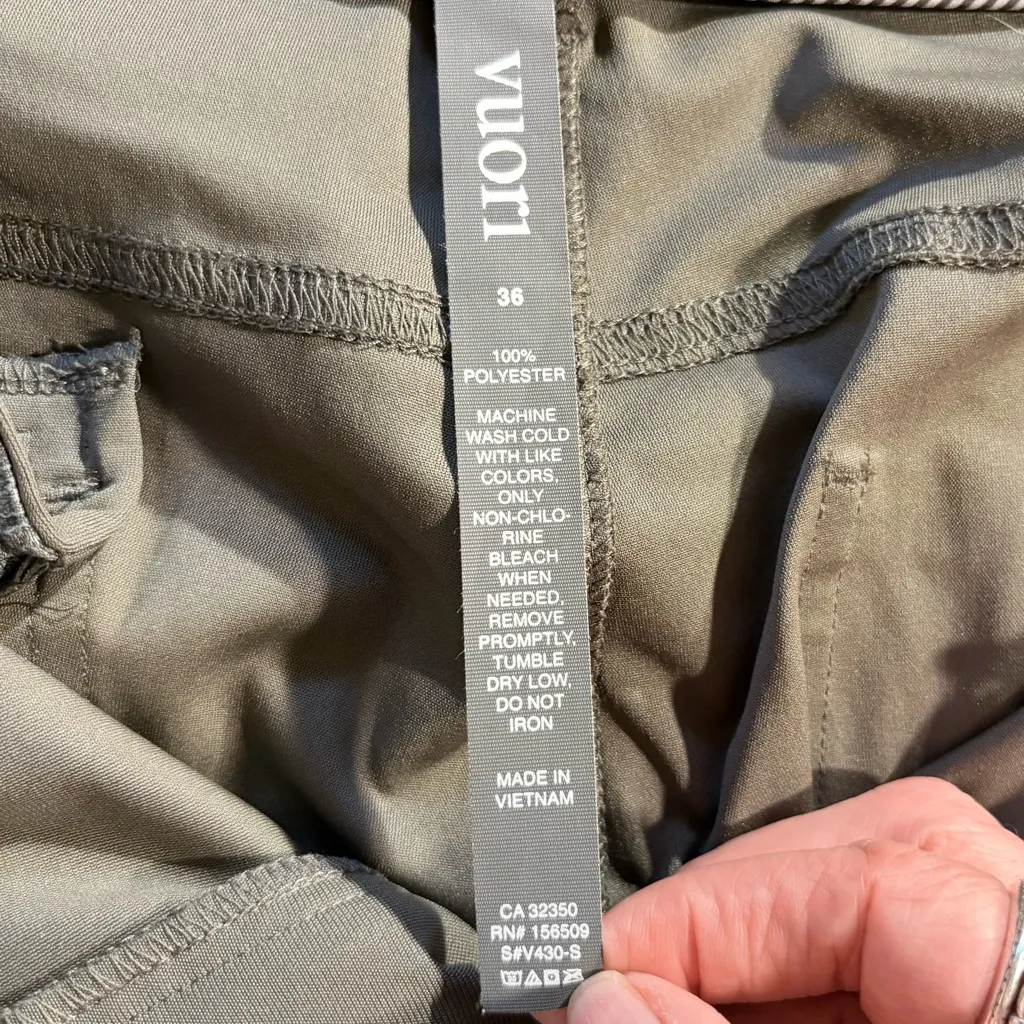 vuori
36
100%
POLYESTER
MACHINE
WASH COLD
WITH LIKE
COLORS,
ONLY
NON-CHLO-
RINE
BLEACH
WHEN
NEEDED,
REMOVE
PROMPTLY,
TUMBLE
DRY LOW,
DO NOT
IRON
MADE IN
VIETNAM
CA 32350
RN# 156509
S#V430-S